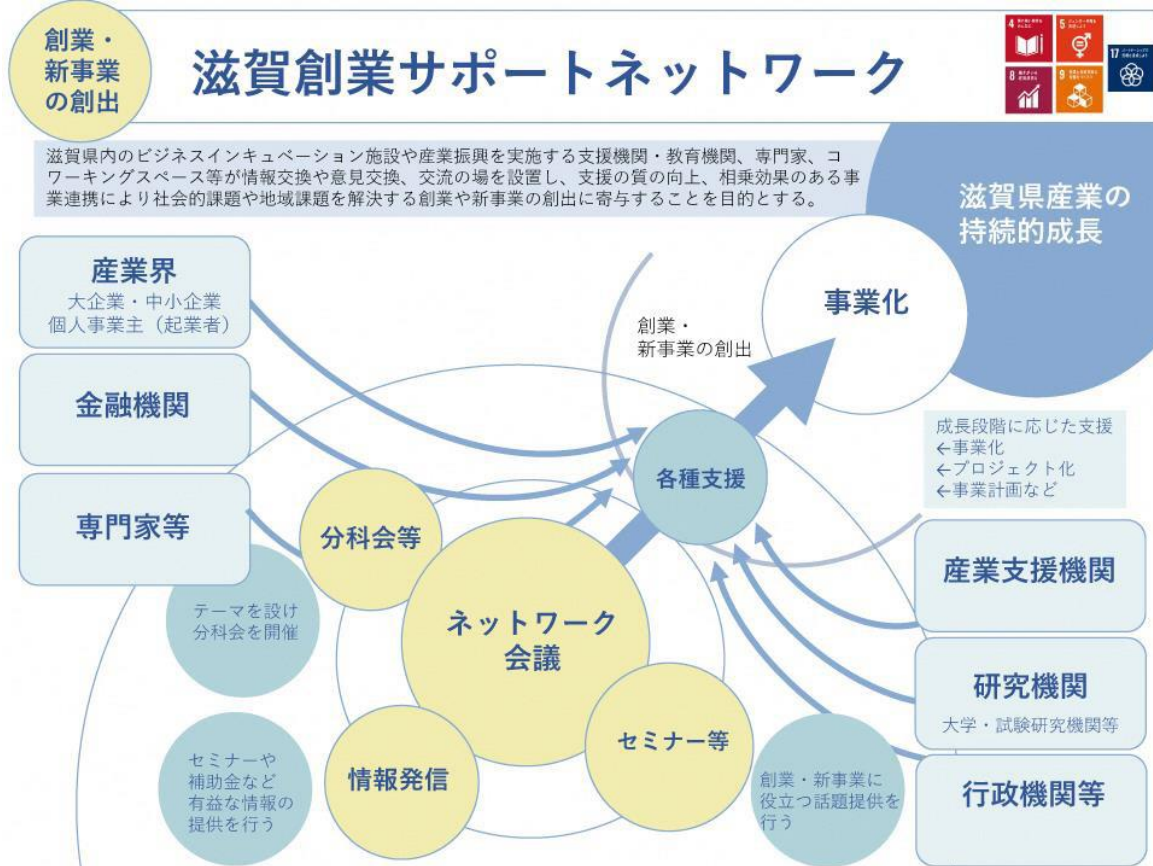 創業・
新事業
の創出
滋賀創業サポートネットワーク
4
5
8
9
17
滋賀県内のビジネスインキュベーション施設や産業振興を実施する支援機関・教育機関、専門家、コ
ワーキングスペース等が情報交換や意見交換、交流の場を設置し、支援の質の向上、相乗効果のある事
業連携により社会的課題や地域課題を解決する創業や新事業の創出に寄与することを目的とする。
滋賀県産業の
持続的成長
産業界
大企業・中小企業
個人事業主（起業者）
金融機関
専門家等
創業・
新事業の創出
事業化
各種支援
成長段階に応じた支援
←事業化
←プロジェクト化
←事業計画など
分科会等
テーマを設け
分科会を開催
ネットワーク
会議
セミナー等
情報発信
セミナーや
補助金など
有益な情報の
提供を行う
創業・新事業に
役立つ話題提供を
行う
産業支援機関
研究機関
大学・試験研究機関等
行政機関等